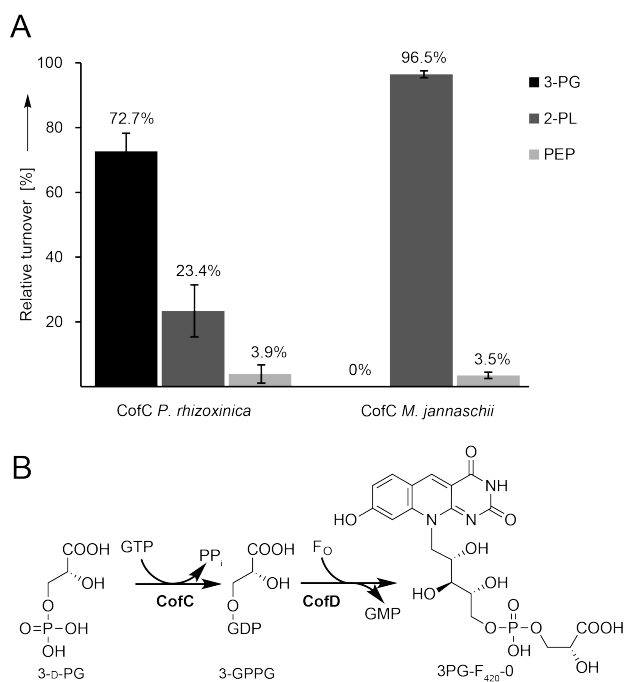 A
Relative turnover [%]
100
80
60
40
20
72.7%
23.4%
3.9%
0%
96.5%
3.5%
3-PG
2-PL
PEP
CofC P. rhizoxinica
CofC M. jannaschii
B
COOH
OH
O
O=P-OH
OH
3-D-PG
GTP
PPi
CofC
COOH
OH
O
GDP
3-GPPG
FO
CofD
GMP
O
NH
HO
N
N
O
OH
HO
OH
O
O-P-O
OH
COOH
OH
3PG-F420-0